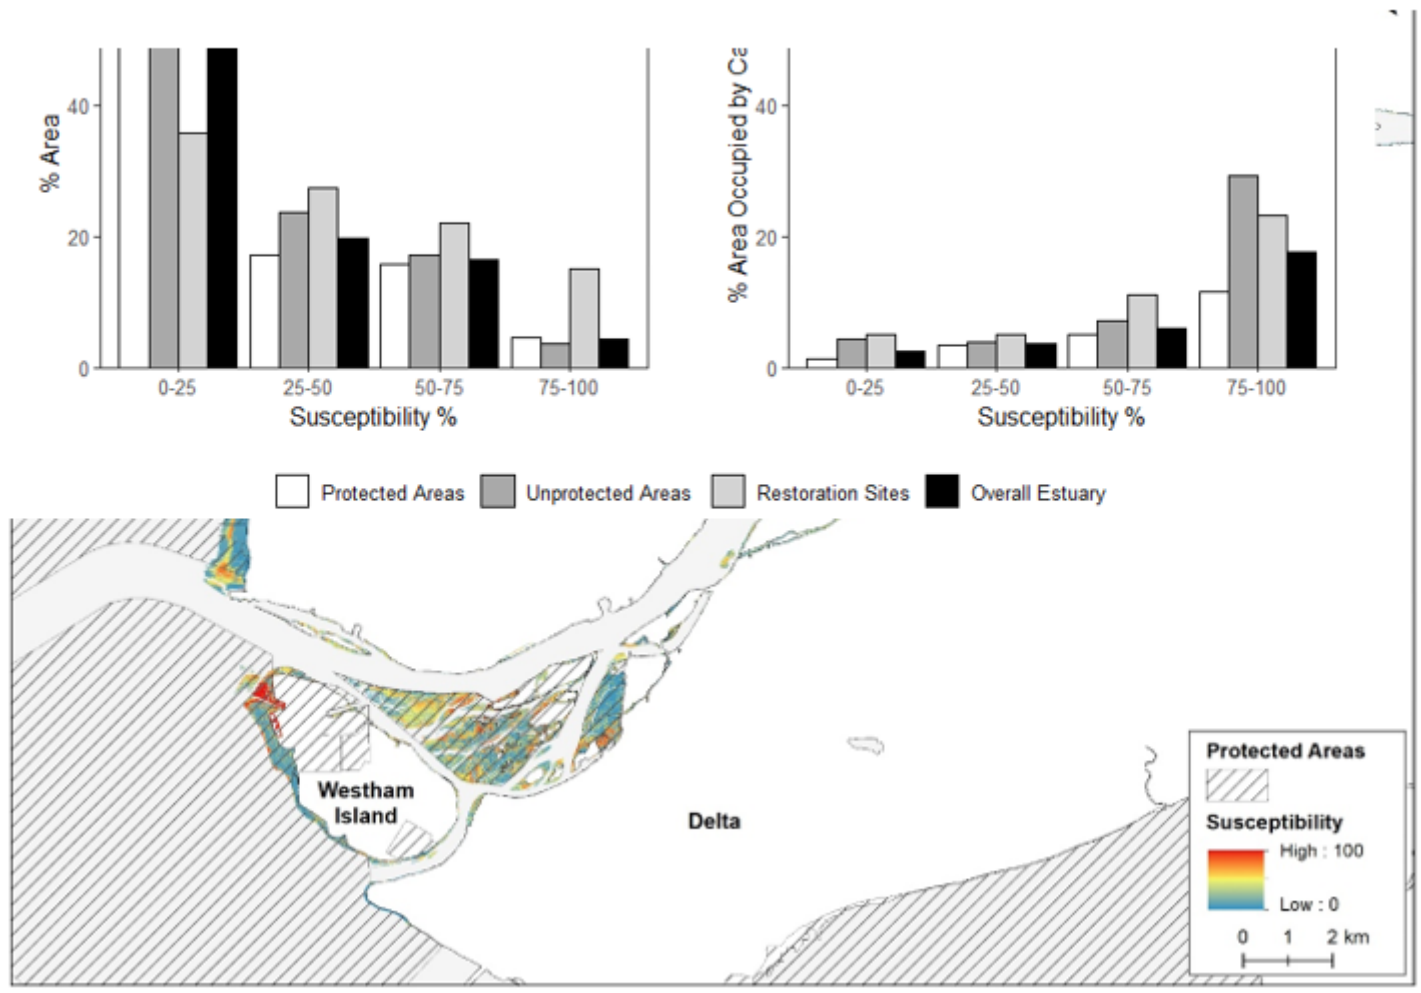 % Area
40
20
0
0-25
25-50
50-75
75-100
Susceptibility %
% Area Occupied by Ca
40
20
0
0-25
25-50
50-75
75-100
Susceptibility %
Protected Areas
Unprotected Areas
Restoration Sites
Overall Estuary
Westham
Island
Delta
Protected Areas
Susceptibility
High : 100
Low : 0
0 1 2 km